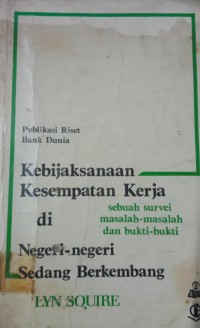 Publikasi Riset
Bank Dunia
Kebijaksanaan
Kesempatan Kerja
di
sebuah survei
masalah-masalah
dan bukti-bukti
Negeri-negeri
Sedang Berkembang
LYN SQUIRE